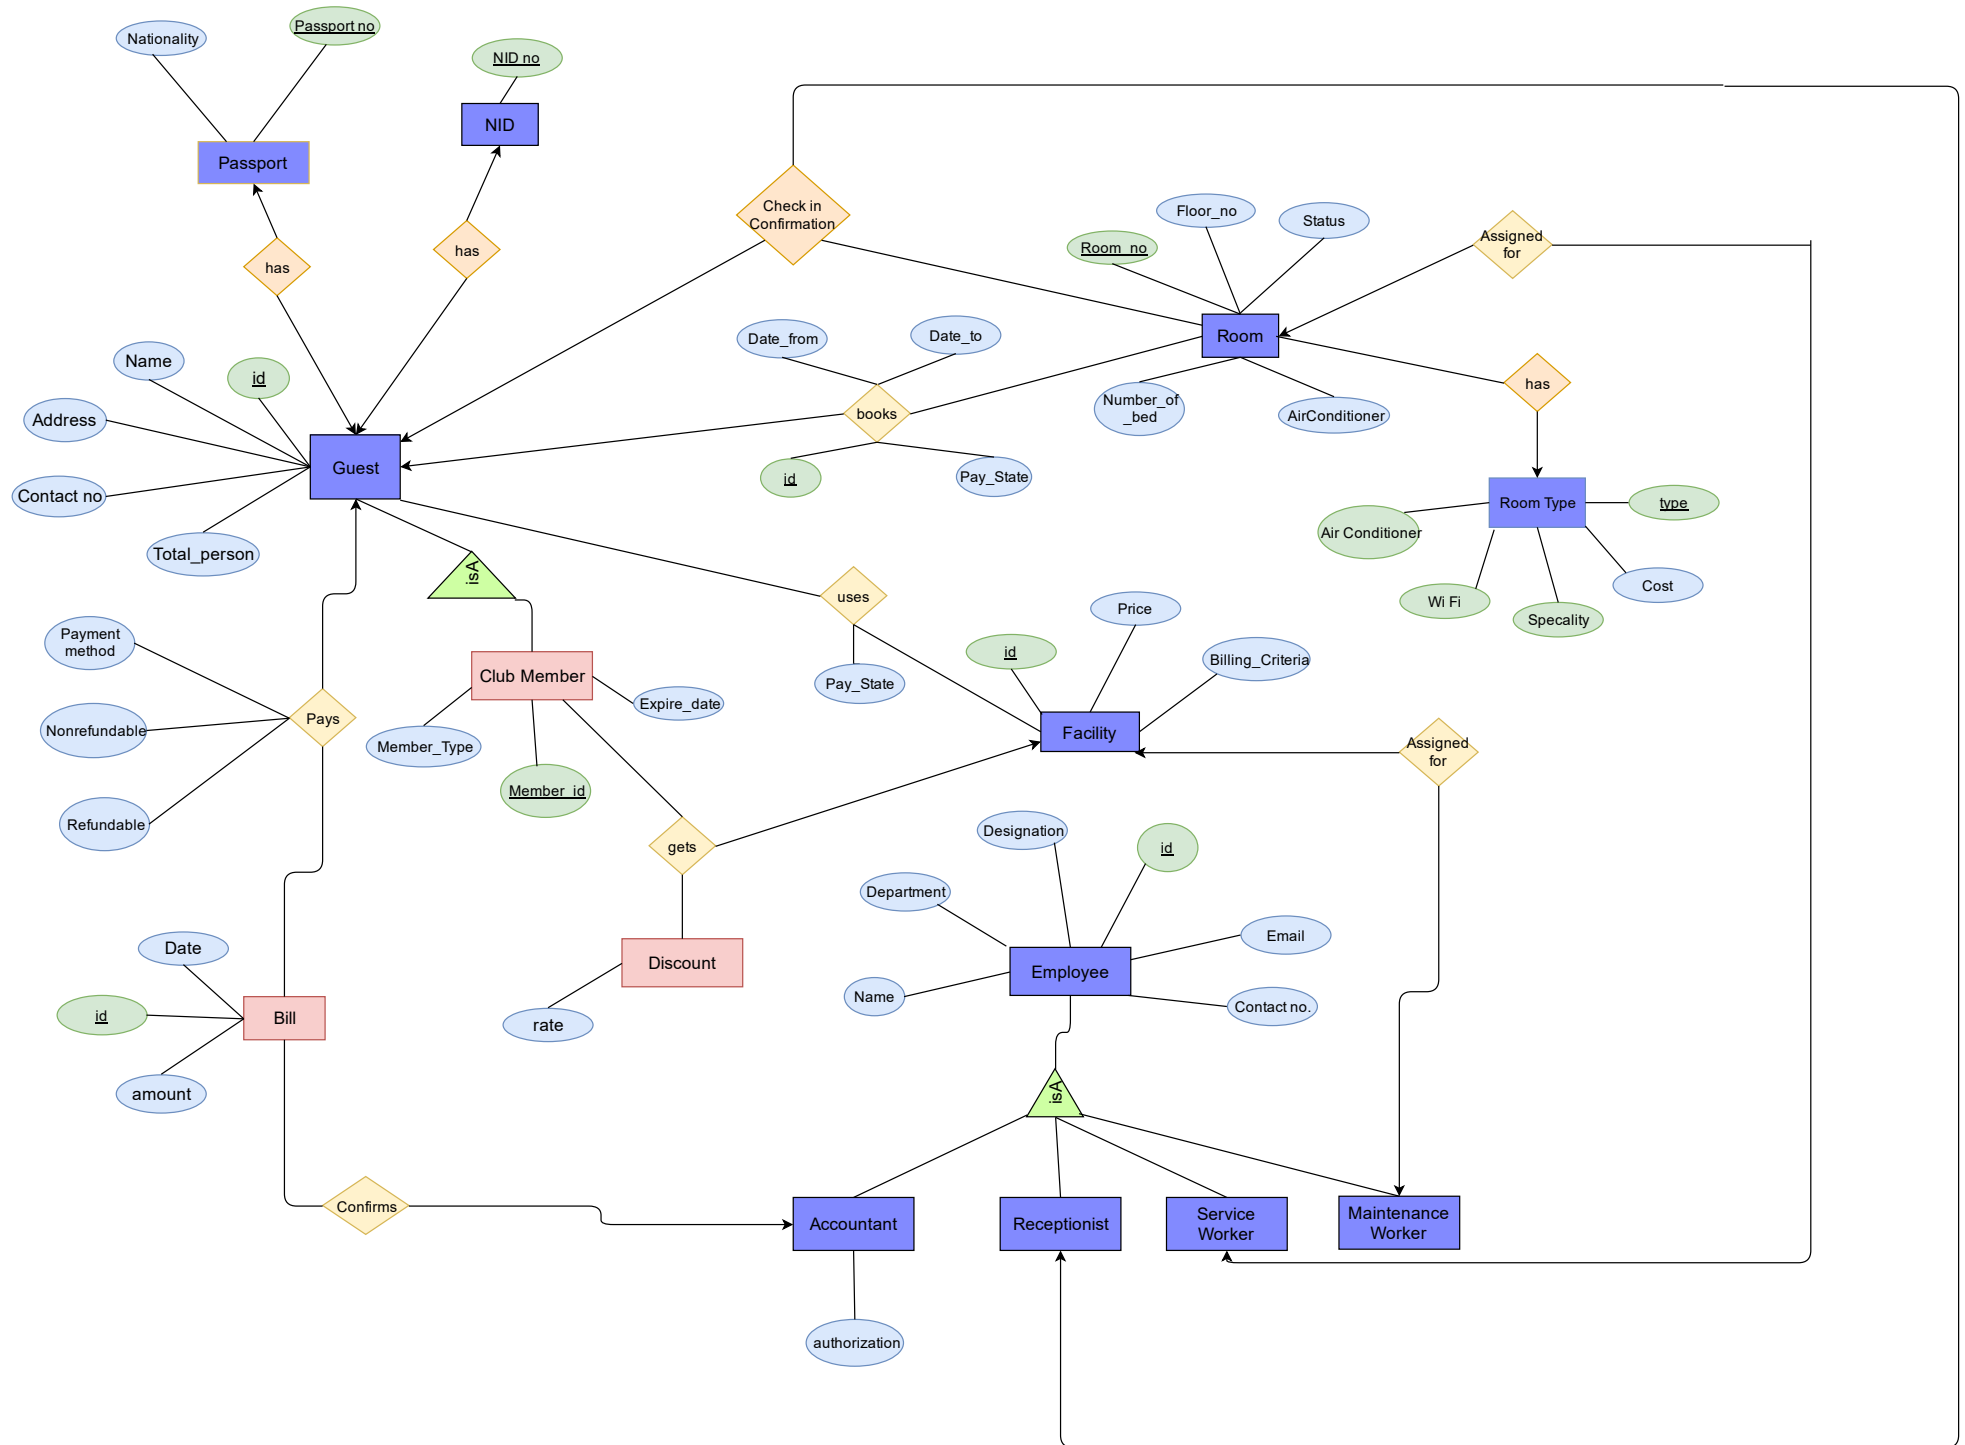 Nationality
Passport no
NID no
NID
Passport
Check in
Confirmation
Floor_no
Status
Assigned
for
Room_no
has
has
Room
Date_from
Date_to
Name
id
has
Address
books
Number_of
_bed
AirConditioner
Guest
Contact no
id
Pay_State
Room Type
type
Air Conditioner
Total_person
isA
Cost
uses
Wi Fi
Price
Specality
Payment
method
id
Billing_Criteria
Club Member
Pay_State
Expire_date
Pays
Nonrefundable
Facility
Member_Type
Assigned
for
Member_id
Refundable
Designation
gets
id
Department
Date
Email
Discount
Employee
Name
Contact no.
id
Bill
rate
amount
isA
Confirms
Accountant
Receptionist
Service
Worker
Maintenance
Worker
authorization